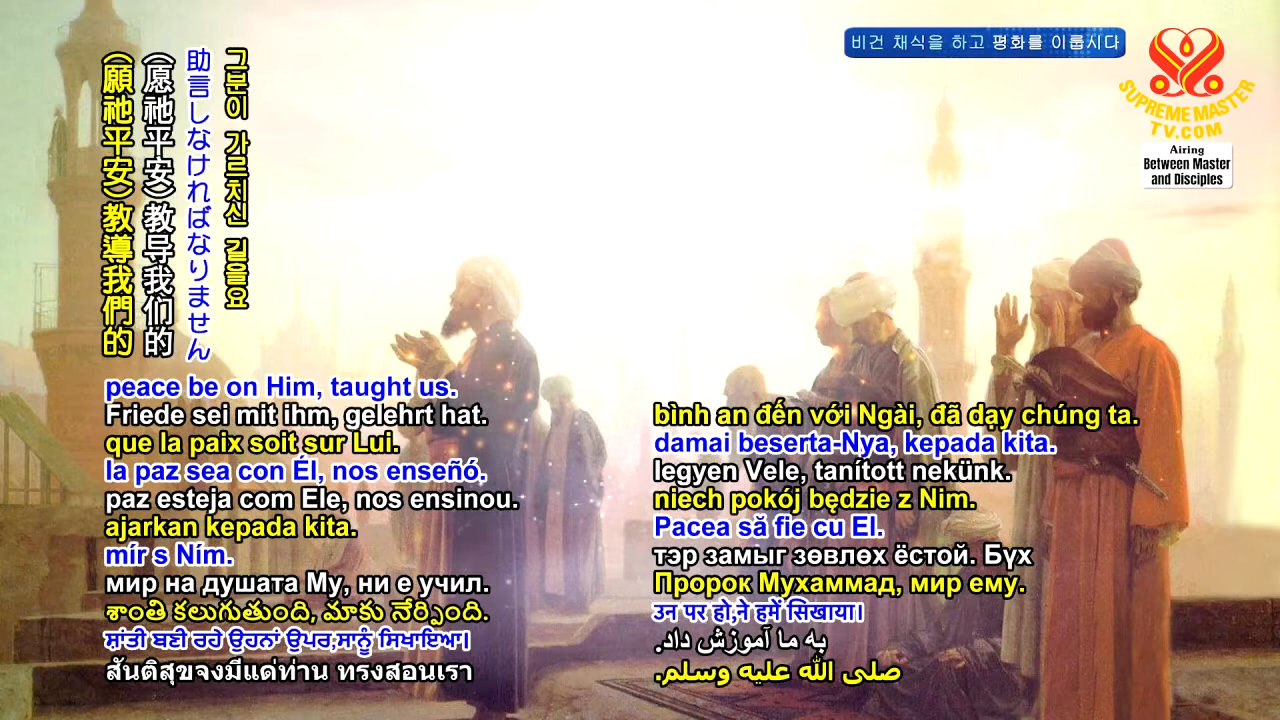 비건 채식을 하고 평화를 이룹시다
SUPREME MASTER
TV.COM
Airing
Between Master
and Disciples
그분이 가르치신 길을요
助言しなければなりません
（愿祂平安）教导我们的
（願祂平安）教導我們的
peace be on Him, taught us.
Friede sei mit ihm, gelehrt hat.
que la paix soit sur Lui.
la paz sea con Él, nos enseñó.
paz esteja com Ele, nos ensinou.
ajarkan kepada kita.
mír s Ním.
мир на душата Му, ни е учил.
శాంతి కలుగుతుంది, మాకు నేర్పింది.
ਸ਼ਾਂਤੀ ਬਣੀ ਰਹੇ ਉਹਨਾਂ ਉਪਰ,ਸਾਨੂੰ ਸਿਖਾਇਆ।
สันติสุขจงมีแด่ท่าน ทรงสอนเรา
bình an đến với Ngài, đã dạy chúng ta.
damai beserta-Nya, kepada kita.
legyen Vele, tanított nekünk.
niech pokój będzie z Nim.
Pacea să fie cu El.
тэр замыг зөвлөх ёстой. Бүх
Пророк Мухаммад, мир ему.
उन पर हो,ने हमें सिखाया।
به ما آموزش داد.
صلى الله عليه وسلم.